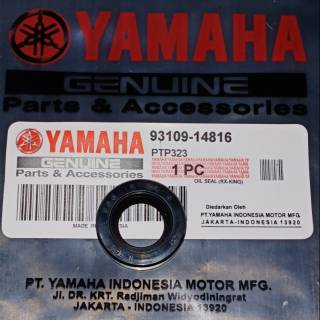 YAMAHA
GENUINE
Parts & Accessories
YAMAHA
GENUINE
Parts & Accessories
93109-14816
PTP323
1 PC
OIL SEAL (RX-KING)
MADE IN
Diedarkan Oleh
PT.YAMAHA INDONESIA MOTOR MFG.
JAKARTA-INDONESIA 13920
PT. YAMAHA INDONESIA MOTOR MFG.
Jl. DR. KRT. Radjiman Widyodiningrat
JAKARTA - INDONESIA 13920